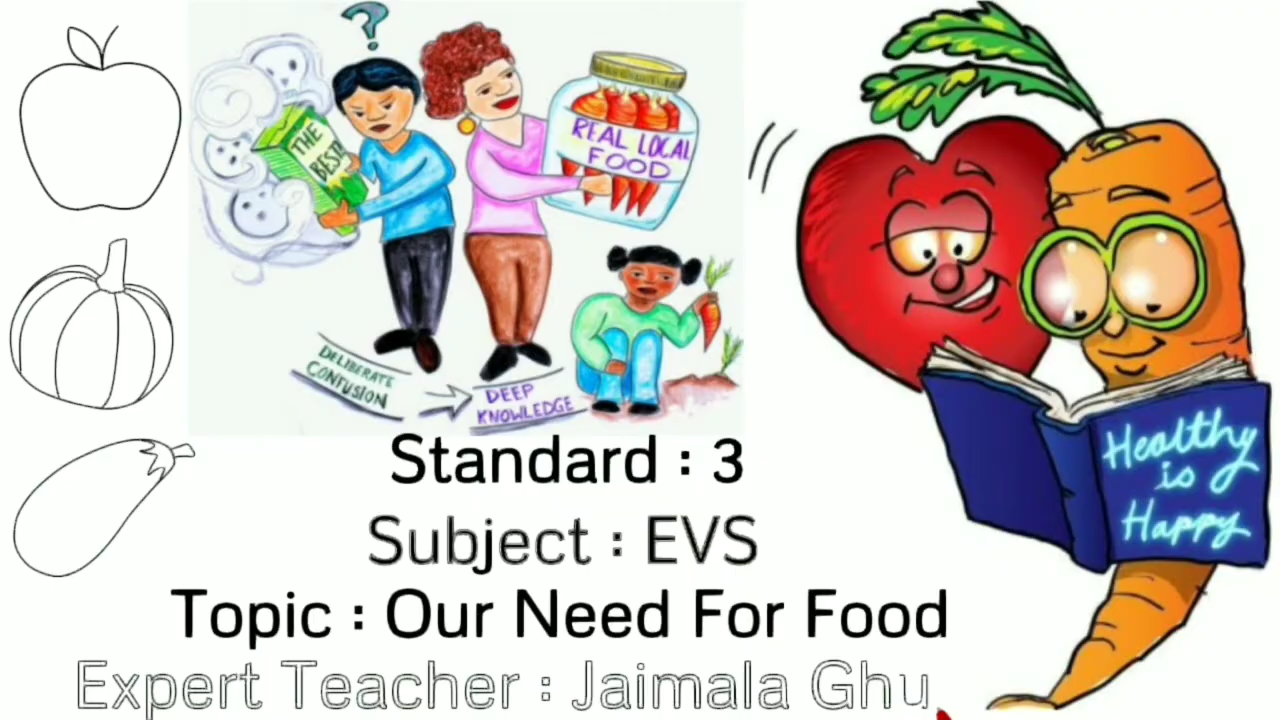 ?
THE
BEST!
REAL LOCAL
FOOD
DELIBERATE
CONFUSION
DEEP
KNOWLEDGE
Healthy
is
Happy
Standard : 3
Subject : EVS
Topic : Our Need For Food
Expert Teacher : Jaimala Ghu